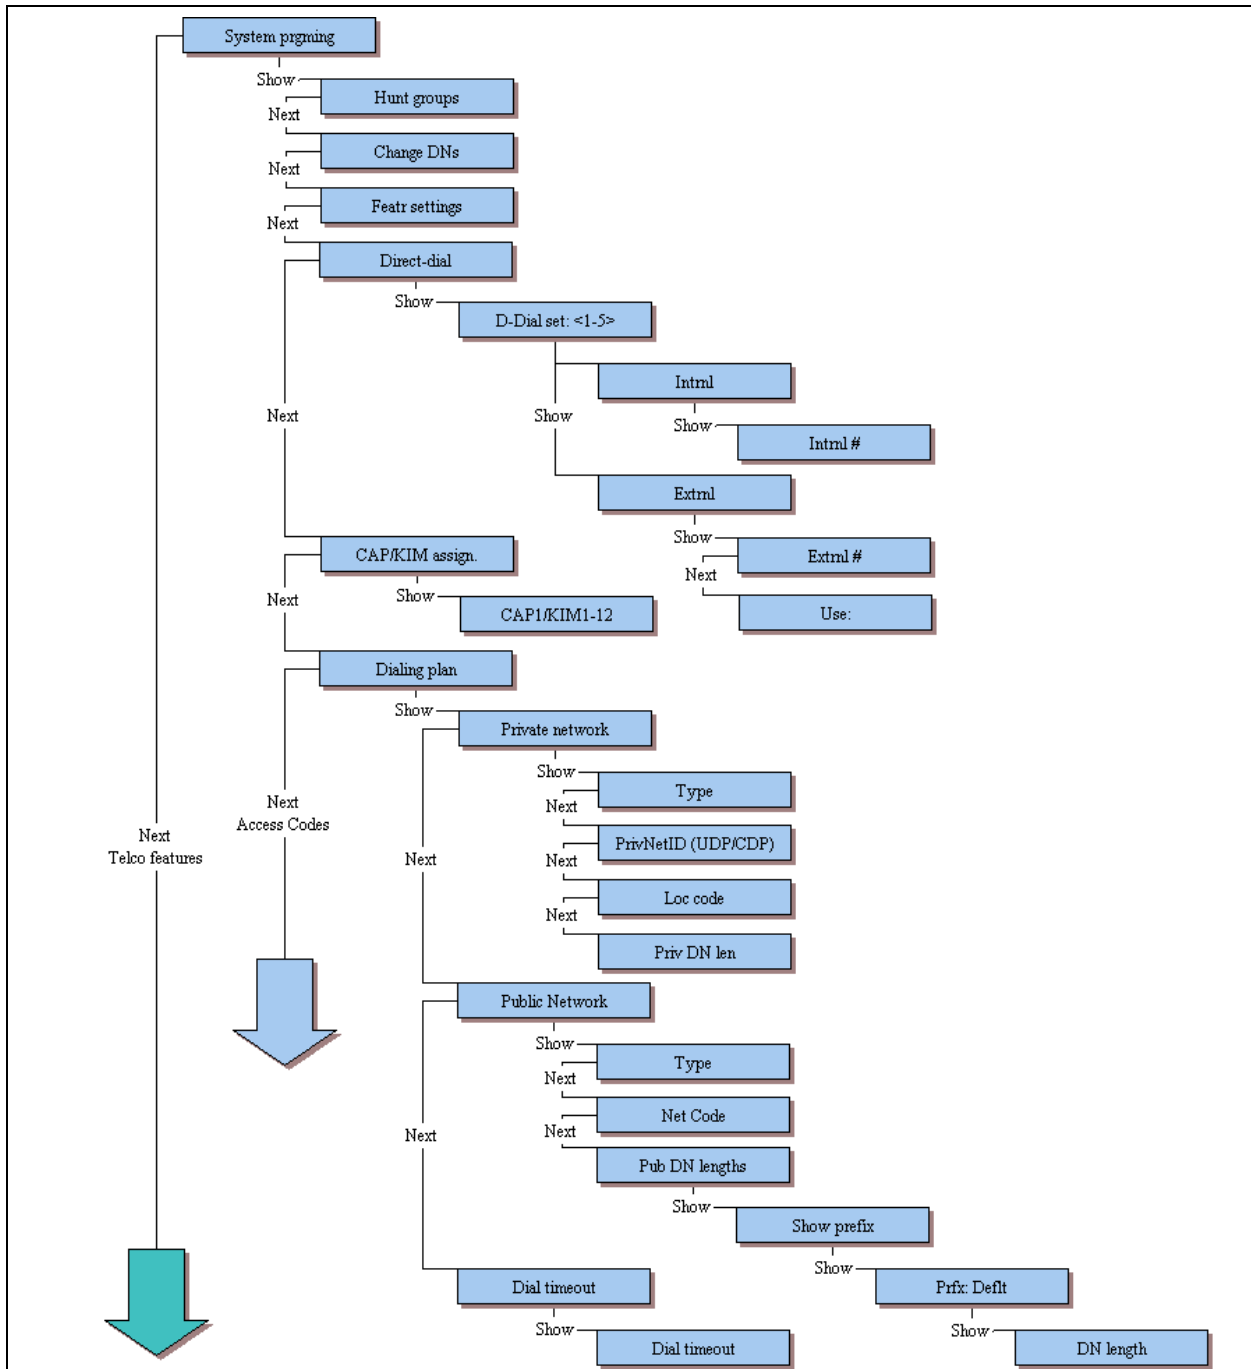 System prgming
Show
Hunt groups
Next
Change DNs
Next
Featr settings
Next
Direct-dial
Show
D-Dial set: <1-5>
Intrnl
Next
Show
Show
Intrnl #
Extrnl
Show
CAP/KIM assign.
Extrnl #
Next
Next
Show
CAP1/KIM1-12
Use:
Dialing plan
Show
Private network
Show
Type
Next
Next
Access Codes
Next
Telco features
PrivNetID (UDP/CDP)
Next
Next
Loc code
Next
Priv DN len
Public Network
Show
Type
Next
Net Code
Next
Next
Pub DN lengths
Show
Show prefix
Show
Dial timeout
Prfx: Deflt
Show
Show
Dial timeout
DN length